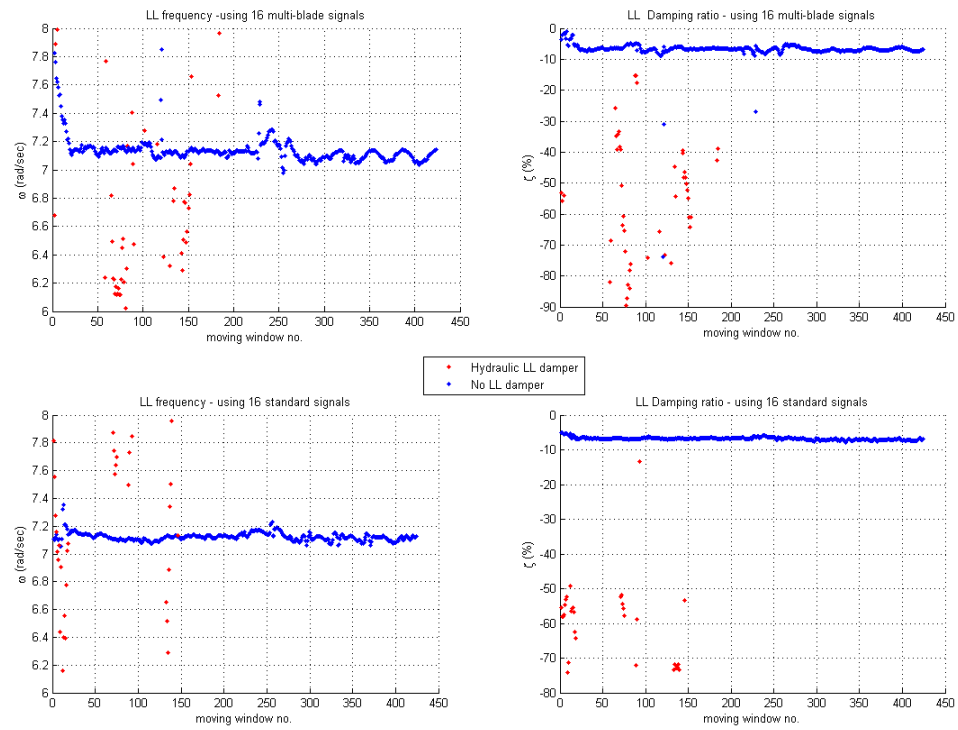 LL frequency -using 16 multi-blade signals
8
7.8
7.6
7.4
7.2
7
6.8
6.6
6.4
6.2
6
ω (rad/sec)
0 50 100 150 200 250 300 350 400 450
moving window no.
LL Damping ratio - using 16 multi-blade signals
0
-10
-20
-30
-40
-50
-60
-70
-80
-90
ζ (%)
0 50 100 150 200 250 300 350 400 450
moving window no.
Hydraulic LL damper
No LL damper
LL frequency - using 16 standard signals
8
7.8
7.6
7.4
7.2
7
6.8
6.6
6.4
6.2
6
ω (rad/sec)
0 50 100 150 200 250 300 350 400 450
moving window no.
LL Damping ratio - using 16 standard signals
0
-10
-20
-30
-40
-50
-60
-70
-80
ζ (%)
0 50 100 150 200 250 300 350 400 450
moving window no.